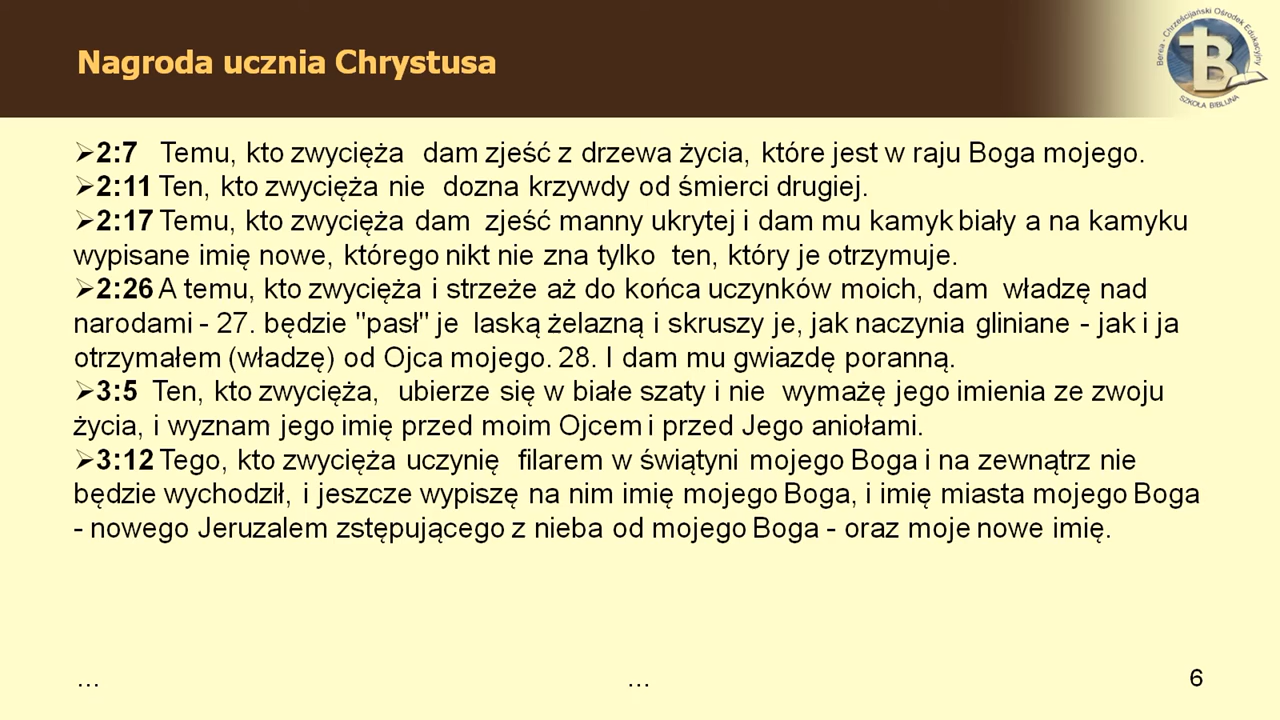 Nagroda ucznia Chrystusa
Berea - Chrześcijański Ośrodek Edukacyjny
SZKOŁA BIBLIJNA
➢2:7 Temu, kto zwycięża dam zjeść z drzewa życia, które jest w raju Boga mojego.
➢2:11 Ten, kto zwycięża nie dozna krzywdy od śmierci drugiej.
➢2:17 Temu, kto zwycięża dam zjeść manny ukrytej i dam mu kamyk biały a na kamyku
wypisane imię nowe, którego nikt nie zna tylko ten, który je otrzymuje.
➢2:26 A temu, kto zwycięża i strzeże aż do końca uczynków moich, dam władzę nad
narodami - 27. będzie "pasł" je laską żelazną i skruszy je, jak naczynia gliniane - jak i ja
otrzymałem (władzę) od Ojca mojego. 28. I dam mu gwiazdę poranną.
➢3:5 Ten, kto zwycięża, ubierze się w białe szaty i nie wymażę jego imienia ze zwoju
życia, i wyznam jego imię przed moim Ojcem i przed Jego aniołami.
➢3:12 Tego, kto zwycięża uczynię filarem w świątyni mojego Boga i na zewnątrz nie
będzie wychodził, i jeszcze wypiszę na nim imię mojego Boga, i imię miasta mojego Boga
- nowego Jeruzalem zstępującego z nieba od mojego Boga - oraz moje nowe imię.
... ... 6